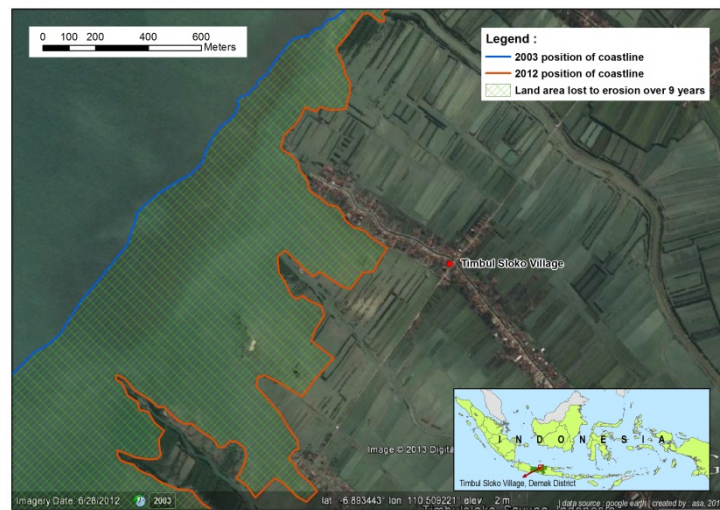 0 100 200 400 600
Meters
Legend :
2003 position of coastline
2012 position of coastline
Land area lost to erosion over 9 years
Timbul Sloko Village
Image © 2013 Digita
INDONESIA
Timbul Sloko Village, Demak District
Imagery Date: 6/28/2012 2003
lat -6.893443° lon 110.509221° elev 2 m
data source : google earth created by : asa, 201